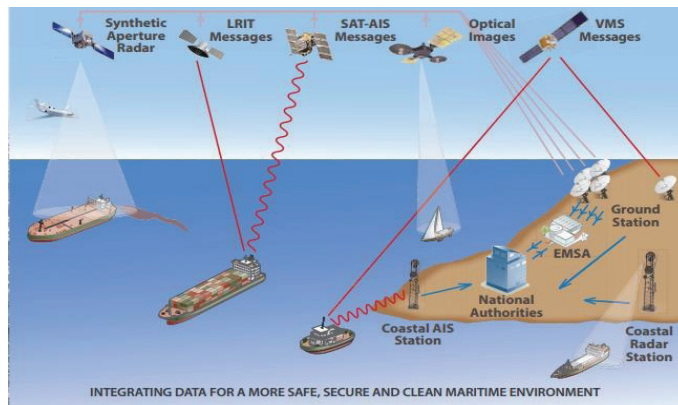 Synthetic
Aperture
Radar
LRIT
Messages
SAT-AIS
Messages
Optical
Images
VMS
Messages
Ground
Station
EMSA
National
Authorities
Coastal AIS
Station
Coastal
Radar
Station
INTEGRATING DATA FOR A MORE SAFE, SECURE AND CLEAN MARITIME ENVIRONMENT